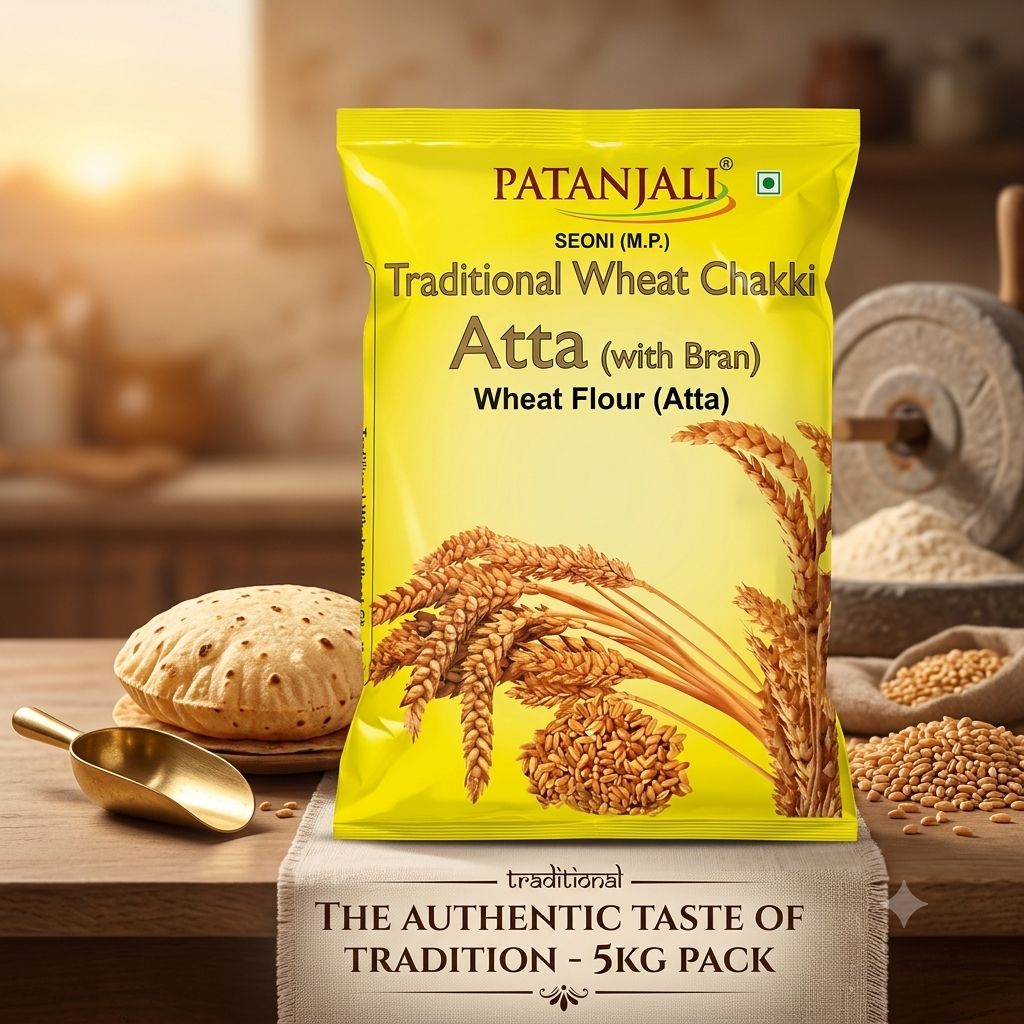 PATANJALI®
SEONI (M.P.)
Traditional Wheat Chakki
Atta (with Bran)
Wheat Flour (Atta)
traditional
THE AUTHENTIC TASTE OF
TRADITION - 5KG PACK